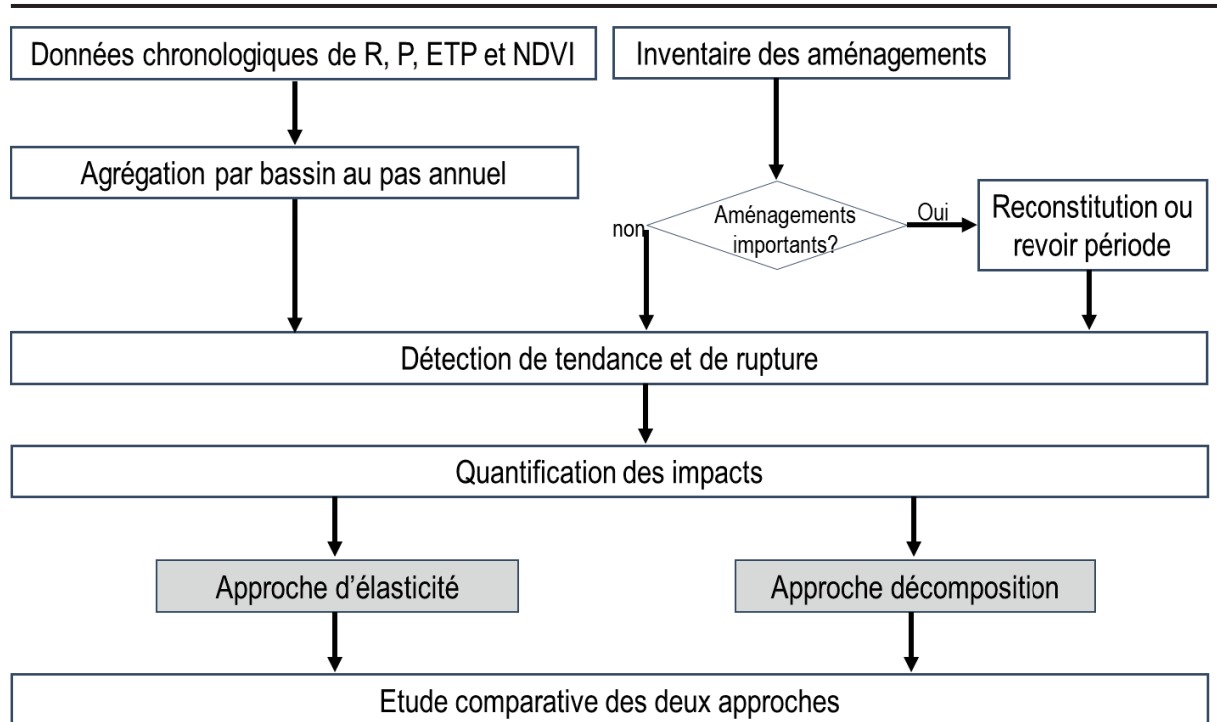 Données chronologiques de R, P, ETP et NDVI
Inventaire des aménagements
Agrégation par bassin au pas annuel
Aménagements
importants?
non
Oui
Reconstitution ou
revoir période
Détection de tendance et de rupture
Quantification des impacts
Approche d'élasticité
Approche décomposition
Etude comparative des deux approches